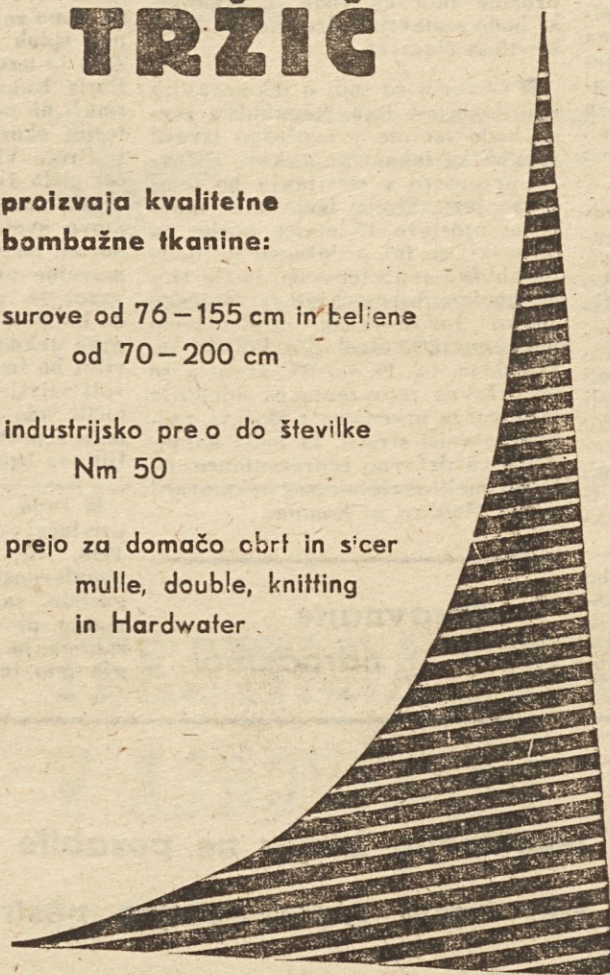 TRŽIČ
proizvaja kvalitetne
bombažne tkanine:
surove od 76–155 cm in beljene
od 70–200 cm
industrijsko prejo do številke
Nm 50
prejo za domačo obrt in sicer
mulle, double, knitting
in Hardwater